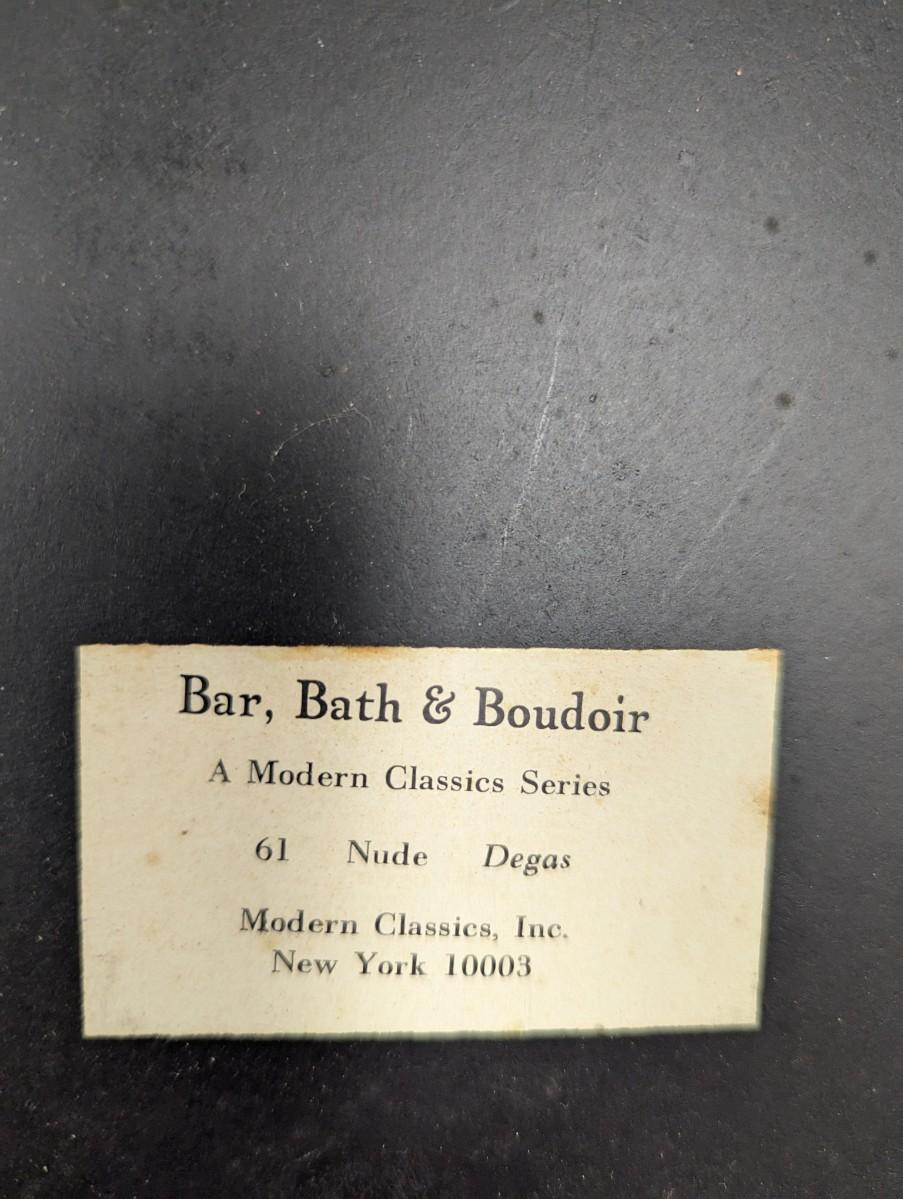 Bar, Bath & Boudoir
A Modern Classics Series
61 Nude Degas
Modern Classics, Inc.
New York 10003